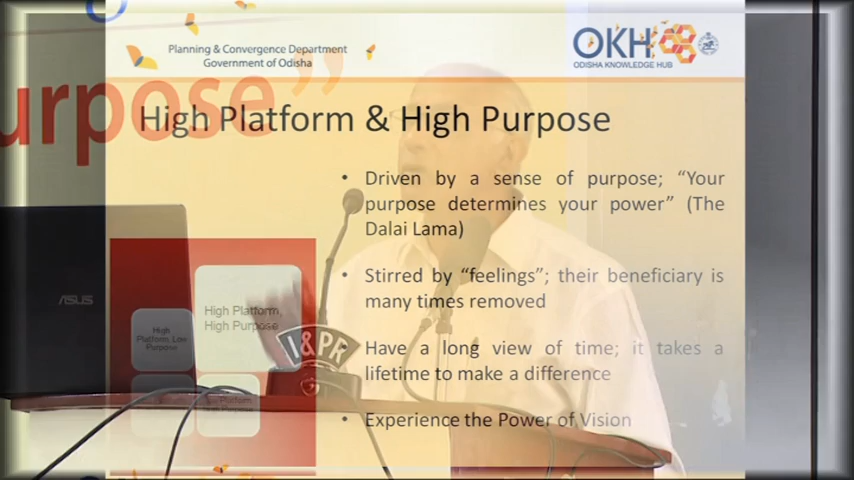 urpose”
Planning & Convergence Department
Government of Odisha
OKH
ODISHA KNOWLEDGE HUB
High Platform & High Purpose
• Driven by a sense of purpose; “Your
purpose determines your power” (The
Dalai Lama)
• Stirred by “feelings”; their beneficiary is
many times removed
• Have a long view of time; it takes a
lifetime to make a difference
• Experience the Power of Vision
High Platform,
High Purpose
High
Platform, Low
Purpose
ASUS
I&PR